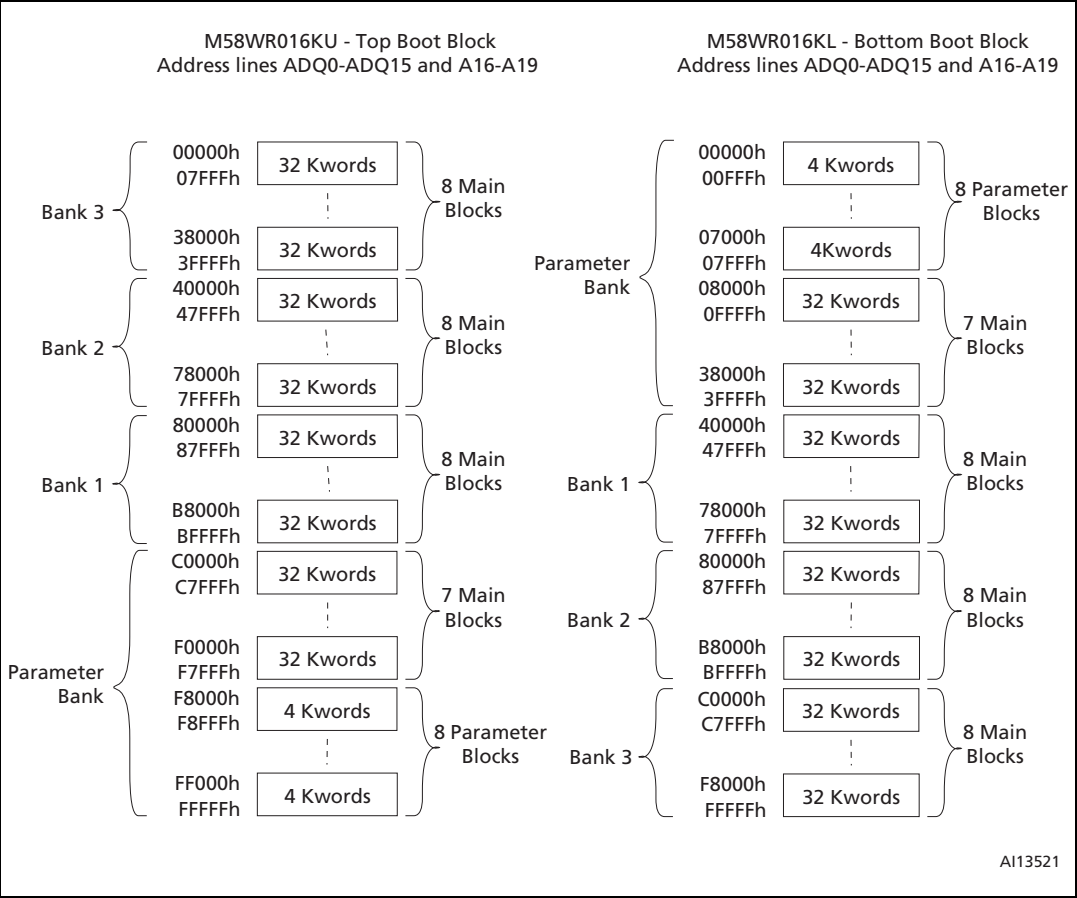 M58WR016KU - Top Boot Block
Address lines ADQ0-ADQ15 and A16-A19
00000h
07FFFh
32 Kwords
38000h
3FFFFh
32 Kwords
Bank 3
8 Main
Blocks
40000h
47FFFh
32 Kwords
78000h
7FFFFh
32 Kwords
Bank 2
8 Main
Blocks
80000h
87FFFh
32 Kwords
B8000h
BFFFFh
32 Kwords
Bank 1
8 Main
Blocks
C0000h
C7FFFh
32 Kwords
F0000h
F7FFFh
32 Kwords
7 Main
Blocks
Parameter
Bank
F8000h
F8FFFh
4 Kwords
FF000h
FFFFFh
4 Kwords
8 Parameter
Blocks
M58WR016KL - Bottom Boot Block
Address lines ADQ0-ADQ15 and A16-A19
00000h
00FFFh
4 Kwords
07000h
07FFFh
4Kwords
8 Parameter
Blocks
Parameter
Bank
08000h
0FFFFh
32 Kwords
38000h
3FFFFh
32 Kwords
7 Main
Blocks
40000h
47FFFh
32 Kwords
78000h
7FFFFh
32 Kwords
Bank 1
8 Main
Blocks
80000h
87FFFh
32 Kwords
B8000h
BFFFFh
32 Kwords
Bank 2
8 Main
Blocks
C0000h
C7FFFh
32 Kwords
F8000h
FFFFFh
32 Kwords
Bank 3
8 Main
Blocks
AI13521